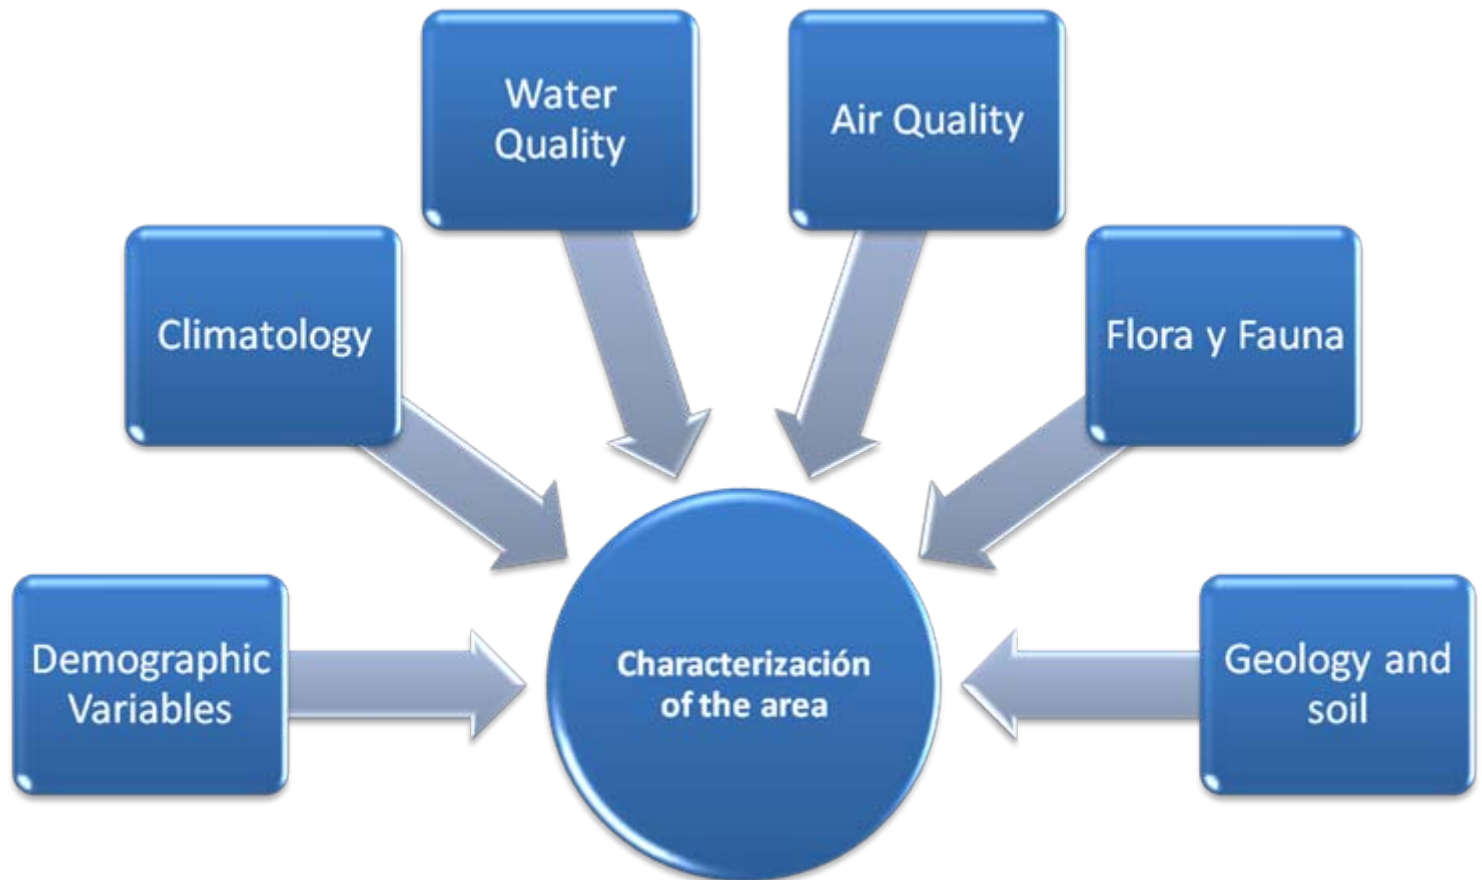 Water
Quality
Air Quality
Climatology
Flora y Fauna
Demographic
Variables
Characterización
of the area
Geology and
soil